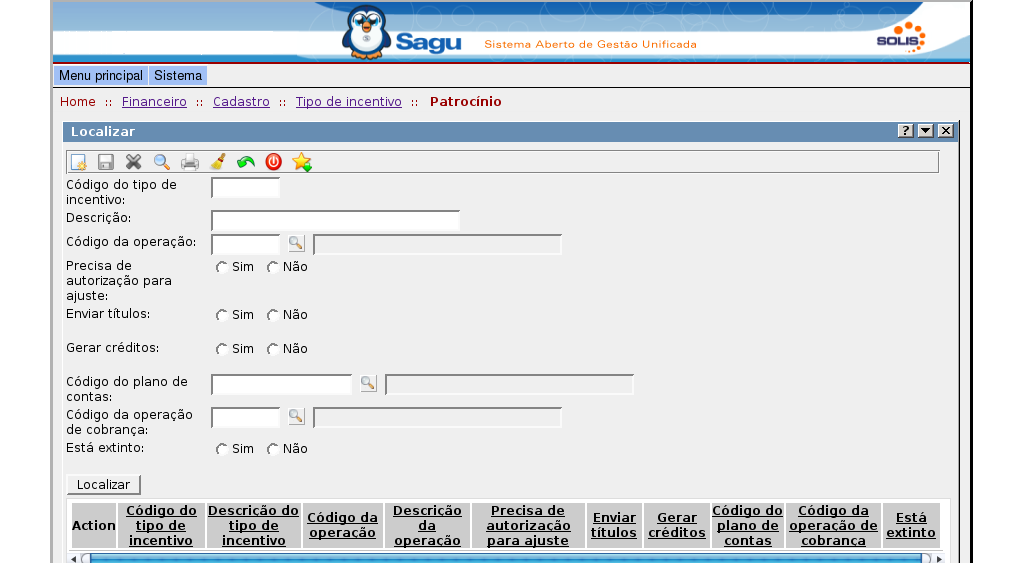 Sagu Sistema Aberto de Gestão Unificada SOLIS
Menu principal Sistema
Home :: Financeiro :: Cadastro :: Tipo de incentivo :: Patrocínio
Localizar ?
Código do tipo de
incentivo:
Descrição:
Código da operação:
Precisa de
autorização para
ajuste:
Sim Não
Enviar títulos: Sim Não
Gerar créditos: Sim Não
Código do plano de
contas:
Código da operação
de cobrança:
Está extinto: Sim Não
Localizar
Action
Código do
tipo de
incentivo
Descrição do
tipo de
incentivo
Código da
operação
Descrição
da
operação
Precisa de
autorização
para ajuste
Enviar
títulos
Gerar
créditos
Código do
plano de
contas
Código da
operação de
cobrança
Está
extinto